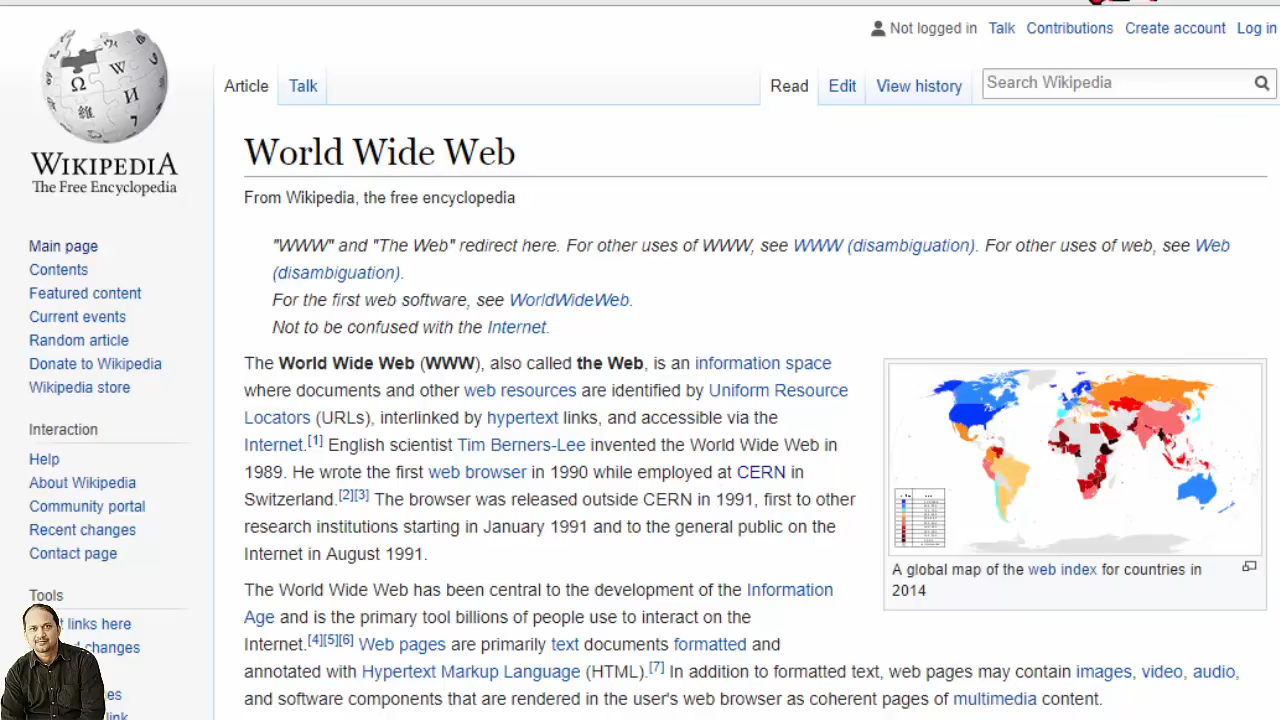 Not logged in Talk Contributions Create account Log in
Article Talk Read Edit View history Search Wikipedia
WIKIPEDIA
The Free Encyclopedia
Main page
Contents
Featured content
Current events
Random article
Donate to Wikipedia
Wikipedia store
Interaction
Help
About Wikipedia
Community portal
Recent changes
Contact page
Tools
links here
changes
link
World Wide Web
From Wikipedia, the free encyclopedia
"WWW" and "The Web" redirect here. For other uses of WWW, see WWW (disambiguation). For other uses of web, see Web
(disambiguation).
For the first web software, see WorldWideWeb.
Not to be confused with the Internet.
The World Wide Web (WWW), also called the Web, is an information space
where documents and other web resources are identified by Uniform Resource
Locators (URLs), interlinked by hypertext links, and accessible via the
Internet.[1] English scientist Tim Berners-Lee invented the World Wide Web in
1989. He wrote the first web browser in 1990 while employed at CERN in
Switzerland.[2][3] The browser was released outside CERN in 1991, first to other
research institutions starting in January 1991 and to the general public on the
Internet in August 1991.
The World Wide Web has been central to the development of the Information
Age and is the primary tool billions of people use to interact on the
Internet.[4][5][6] Web pages are primarily text documents formatted and
annotated with Hypertext Markup Language (HTML).[7] In addition to formatted text, web pages may contain images, video, audio,
and software components that are rendered in the user's web browser as coherent pages of multimedia content.
A global map of the web index for countries in
2014